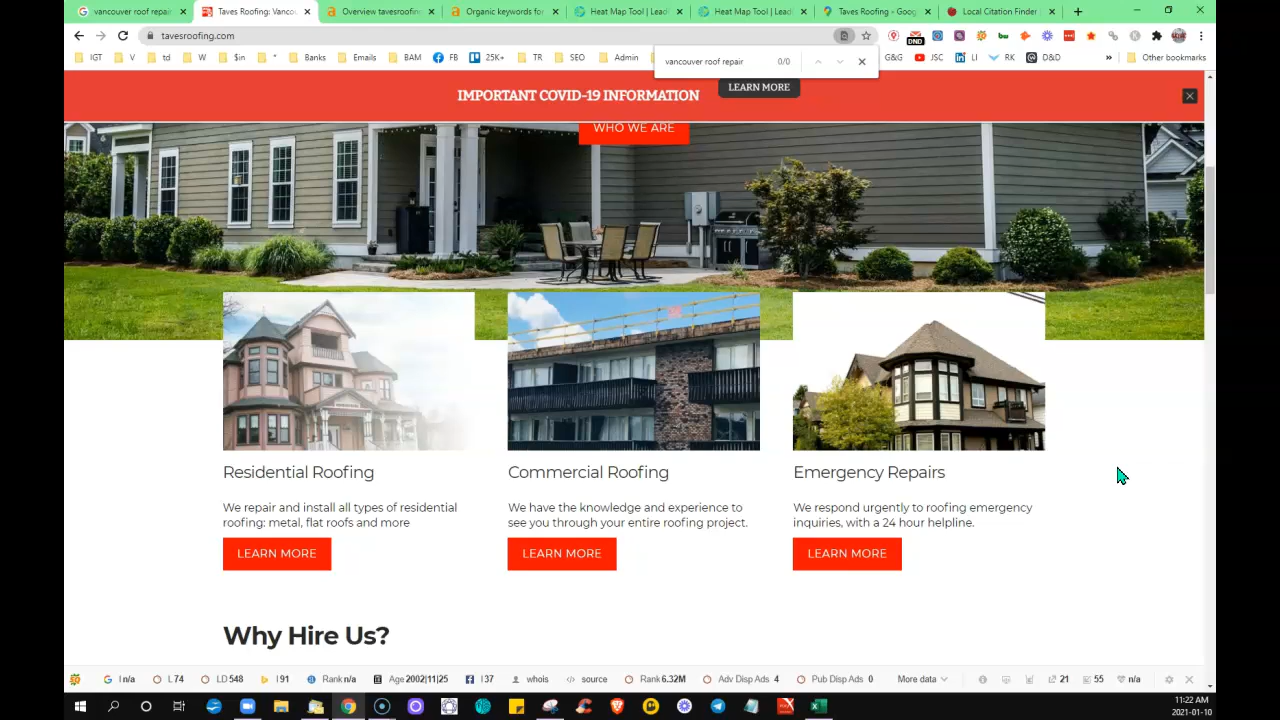 vancouver roof repair
Taves Roofing: Vanco
Overview tavesroofin
Organic keywords for
Heat Map Tool | Lead
Heat Map Tool | Lead
Taves Roofing - Goog
Local Citation Finder
tavesroofing.com
DND
IGT
V
td
W
$in
*
Banks
Emails
BAM
FB
25K+
TR
SEO
Admin
G&G
JSC
LI
RK
D&D
»
Other bookmarks
vancouver roof repair 0/0
IMPORTANT COVID-19 INFORMATION
LEARN MORE
WHO WE ARE
Residential Roofing
We repair and install all types of residential
roofing: metal, flat roofs and more
LEARN MORE
Commercial Roofing
We have the knowledge and experience to
see you through your entire roofing project.
LEARN MORE
Emergency Repairs
We respond urgently to roofing emergency
inquiries, with a 24 hour helpline.
LEARN MORE
Why Hire Us?
I n/a L 74 LD 548 I 91 Rank n/a Age 2002|11|25 I 37 whois source Rank 6.32M Adv Disp Ads 4 Pub Disp Ads 0 More data 21 55 n/a
11:22 AM
2021-01-10